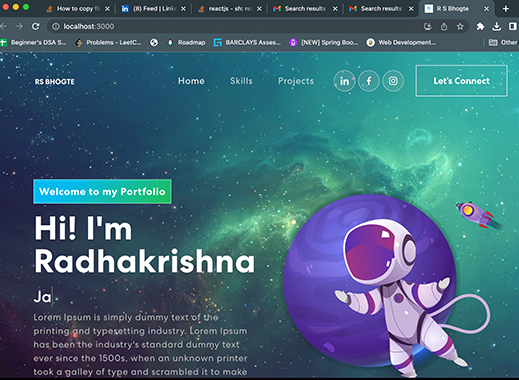 How to copy fil
(8) Feed | Linke
reactjs - sh: re
Search results
Search results
R S Bhogte
localhost:3000
Beginner's DSA S...
Problems - LeetC...
Roadmap
BARCLAYS Asses...
[NEW] Spring Boo...
Web Development...
Other
RS BHOGTE
Home
Skills
Projects
in
f
Let's Connect
Welcome to my Portfolio
Hi! I'm
Radhakrishna
Ja
Lorem Ipsum is simply dummy text of the
printing and typesetting industry. Lorem Ipsum
has been the industry's standard dummy text
ever since the 1500s, when an unknown printer
took a galley of type and scrambled it to make